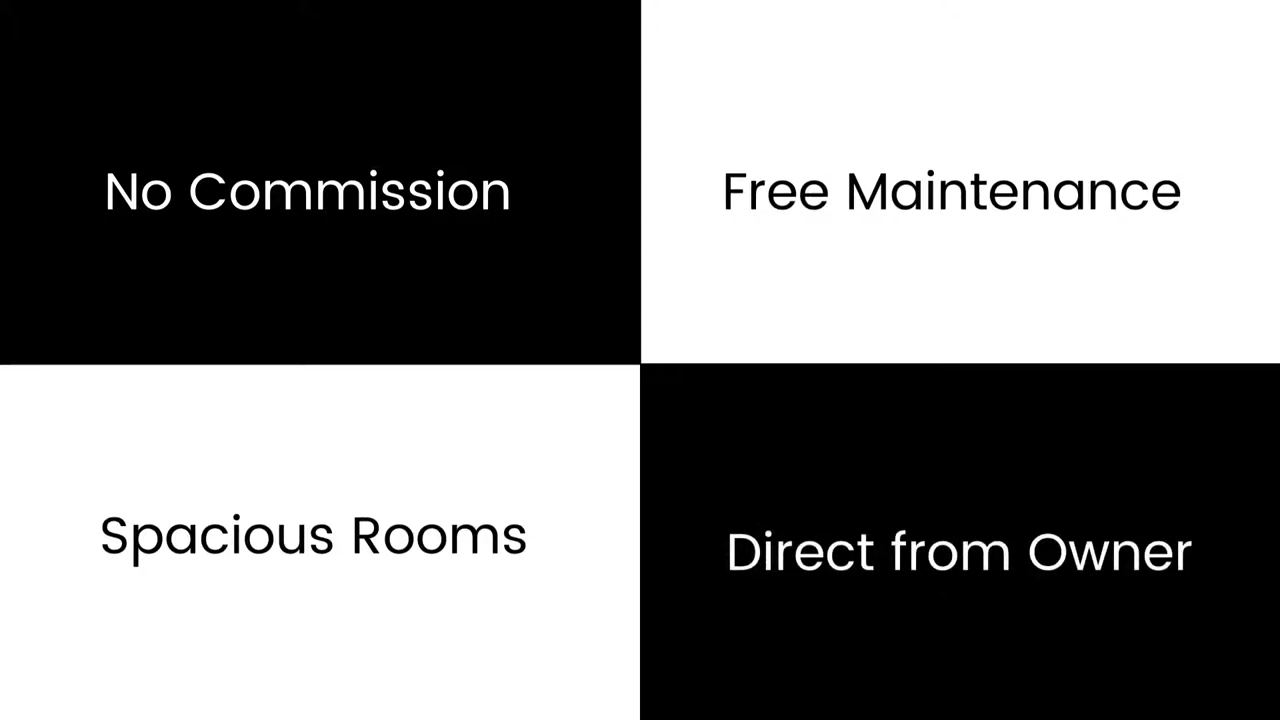 No Commission
Free Maintenance
Spacious Rooms
Direct from Owner